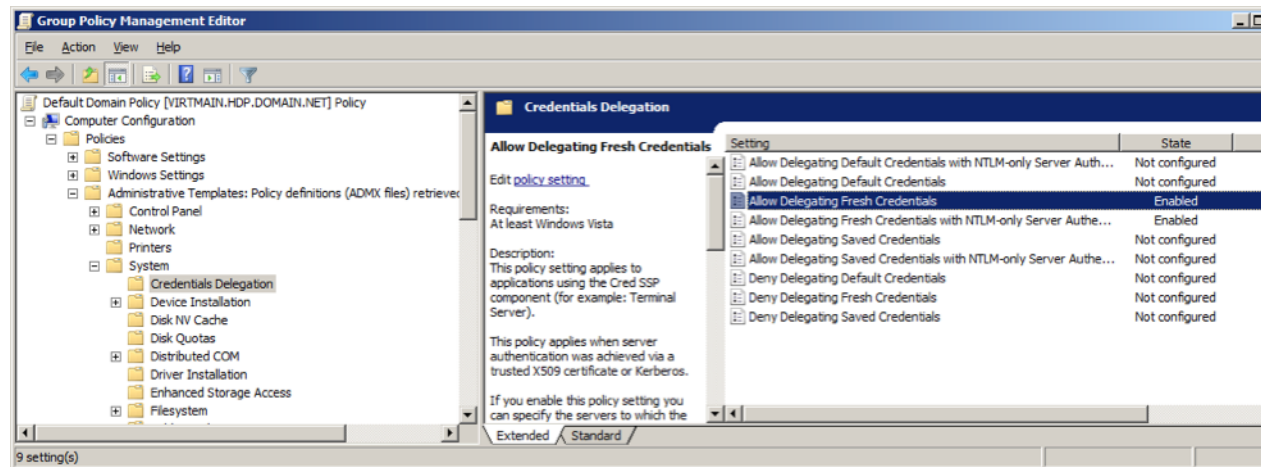 Group Policy Management Editor
File Action View Help
Default Domain Policy [VIRTMAIN.HDP.DOMAIN.NET] Policy
Computer Configuration
Policies
Software Settings
Windows Settings
Administrative Templates: Policy definitions (ADMX files) retrieved
Control Panel
Network
Printers
System
Credentials Delegation
Device Installation
Disk NV Cache
Disk Quotas
Distributed COM
Driver Installation
Enhanced Storage Access
Filesystem
Credentials Delegation
Allow Delegating Fresh Credentials
Edit policy setting
Requirements:
At least Windows Vista
Description:
This policy setting applies to
applications using the Cred SSP
component (for example: Terminal
Server).
This policy applies when server
authentication was achieved via a
trusted X509 certificate or Kerberos.
If you enable this policy setting you
can specify the servers to which the
Setting State
Allow Delegating Default Credentials with NTLM-only Server Auth... Not configured
Allow Delegating Default Credentials Not configured
Allow Delegating Fresh Credentials Enabled
Allow Delegating Fresh Credentials with NTLM-only Server Authe... Enabled
Allow Delegating Saved Credentials Not configured
Allow Delegating Saved Credentials with NTLM-only Server Authe... Not configured
Deny Delegating Default Credentials Not configured
Deny Delegating Fresh Credentials Not configured
Deny Delegating Saved Credentials Not configured
Extended Standard
9 setting(s)